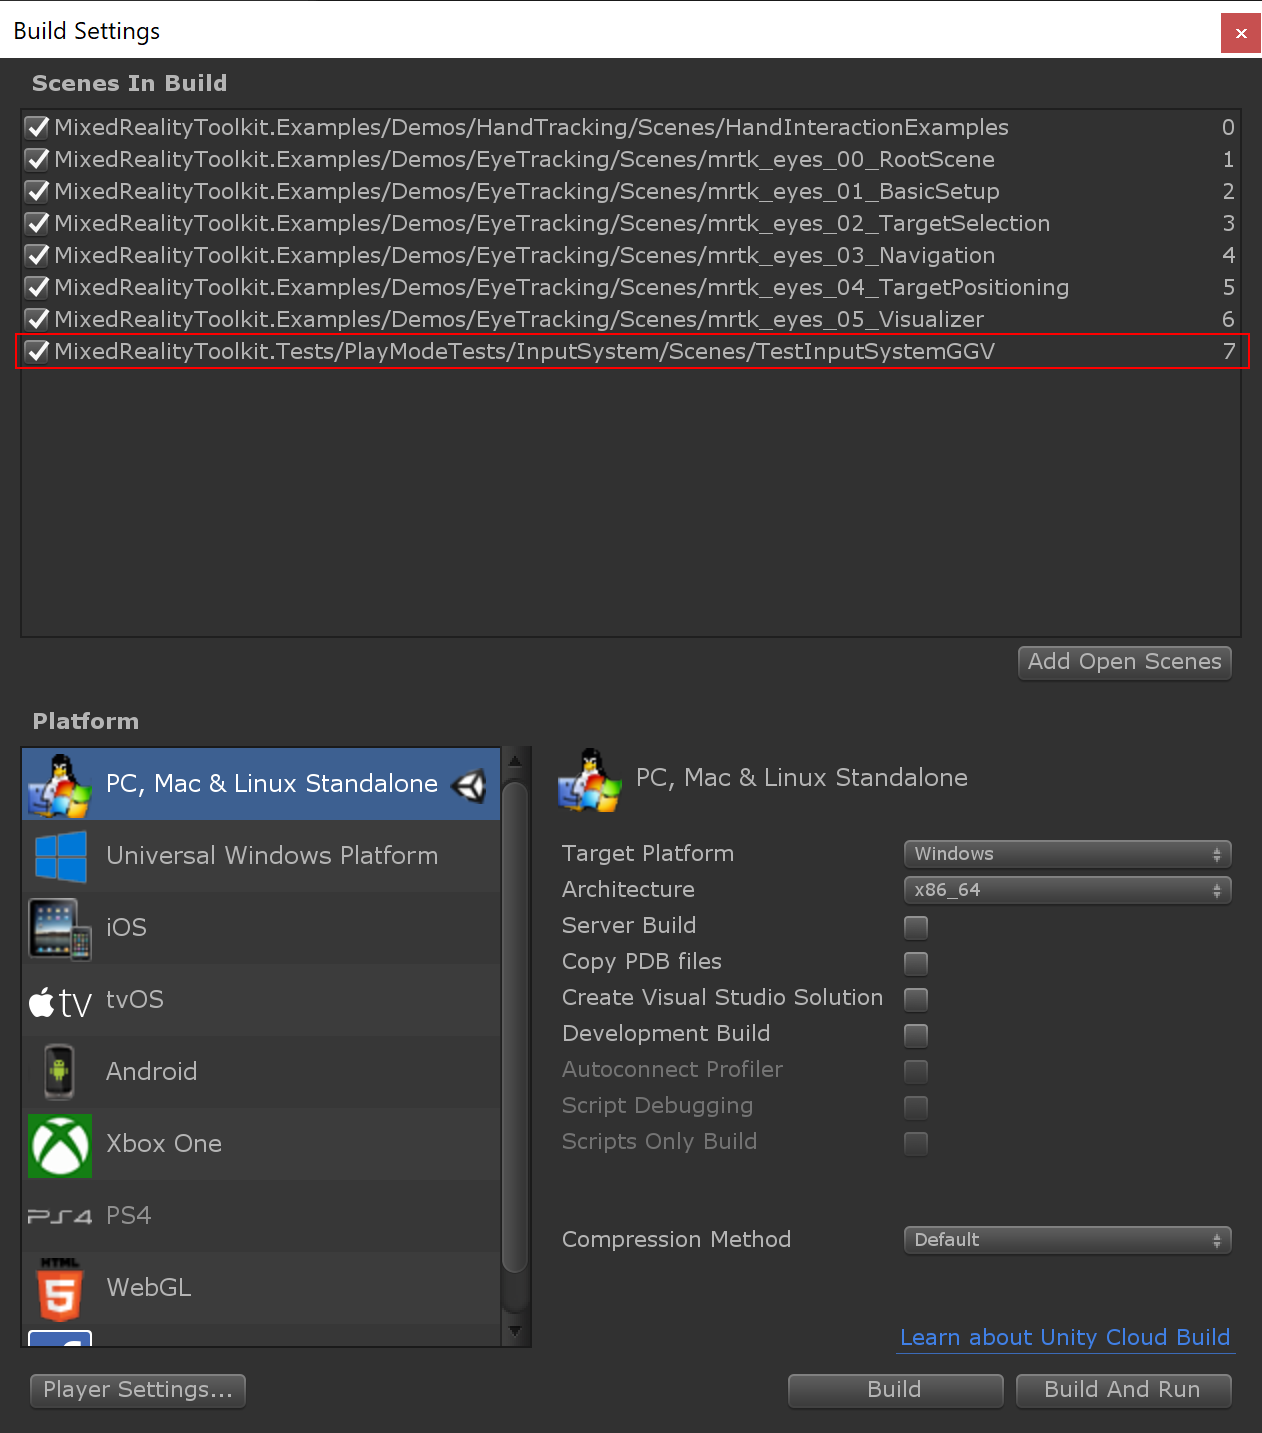 Build Settings
Scenes In Build
MixedRealityToolkit.Examples/Demos/HandTracking/Scenes/HandInteractionExamples 0
MixedRealityToolkit.Examples/Demos/EyeTracking/Scenes/mrtk_eyes_00_RootScene 1
MixedRealityToolkit.Examples/Demos/EyeTracking/Scenes/mrtk_eyes_01_BasicSetup 2
MixedRealityToolkit.Examples/Demos/EyeTracking/Scenes/mrtk_eyes_02_TargetSelection 3
MixedRealityToolkit.Examples/Demos/EyeTracking/Scenes/mrtk_eyes_03_Navigation 4
MixedRealityToolkit.Examples/Demos/EyeTracking/Scenes/mrtk_eyes_04_TargetPositioning 5
MixedRealityToolkit.Examples/Demos/EyeTracking/Scenes/mrtk_eyes_05_Visualizer 6
MixedRealityToolkit.Tests/PlayModeTests/InputSystem/Scenes/TestInputSystemGGV 7
Add Open Scenes
Platform
PC, Mac & Linux Standalone
Universal Windows Platform
iOS
tv tvOS
Android
Xbox One
PS4 PS4
HTML
5 WebGL
PC, Mac & Linux Standalone
Target Platform Windows
Architecture x86_64
Server Build
Copy PDB files
Create Visual Studio Solution
Development Build
Autoconnect Profiler
Script Debugging
Scripts Only Build
Compression Method Default
Learn about Unity Cloud Build
Player Settings...
Build
Build And Run